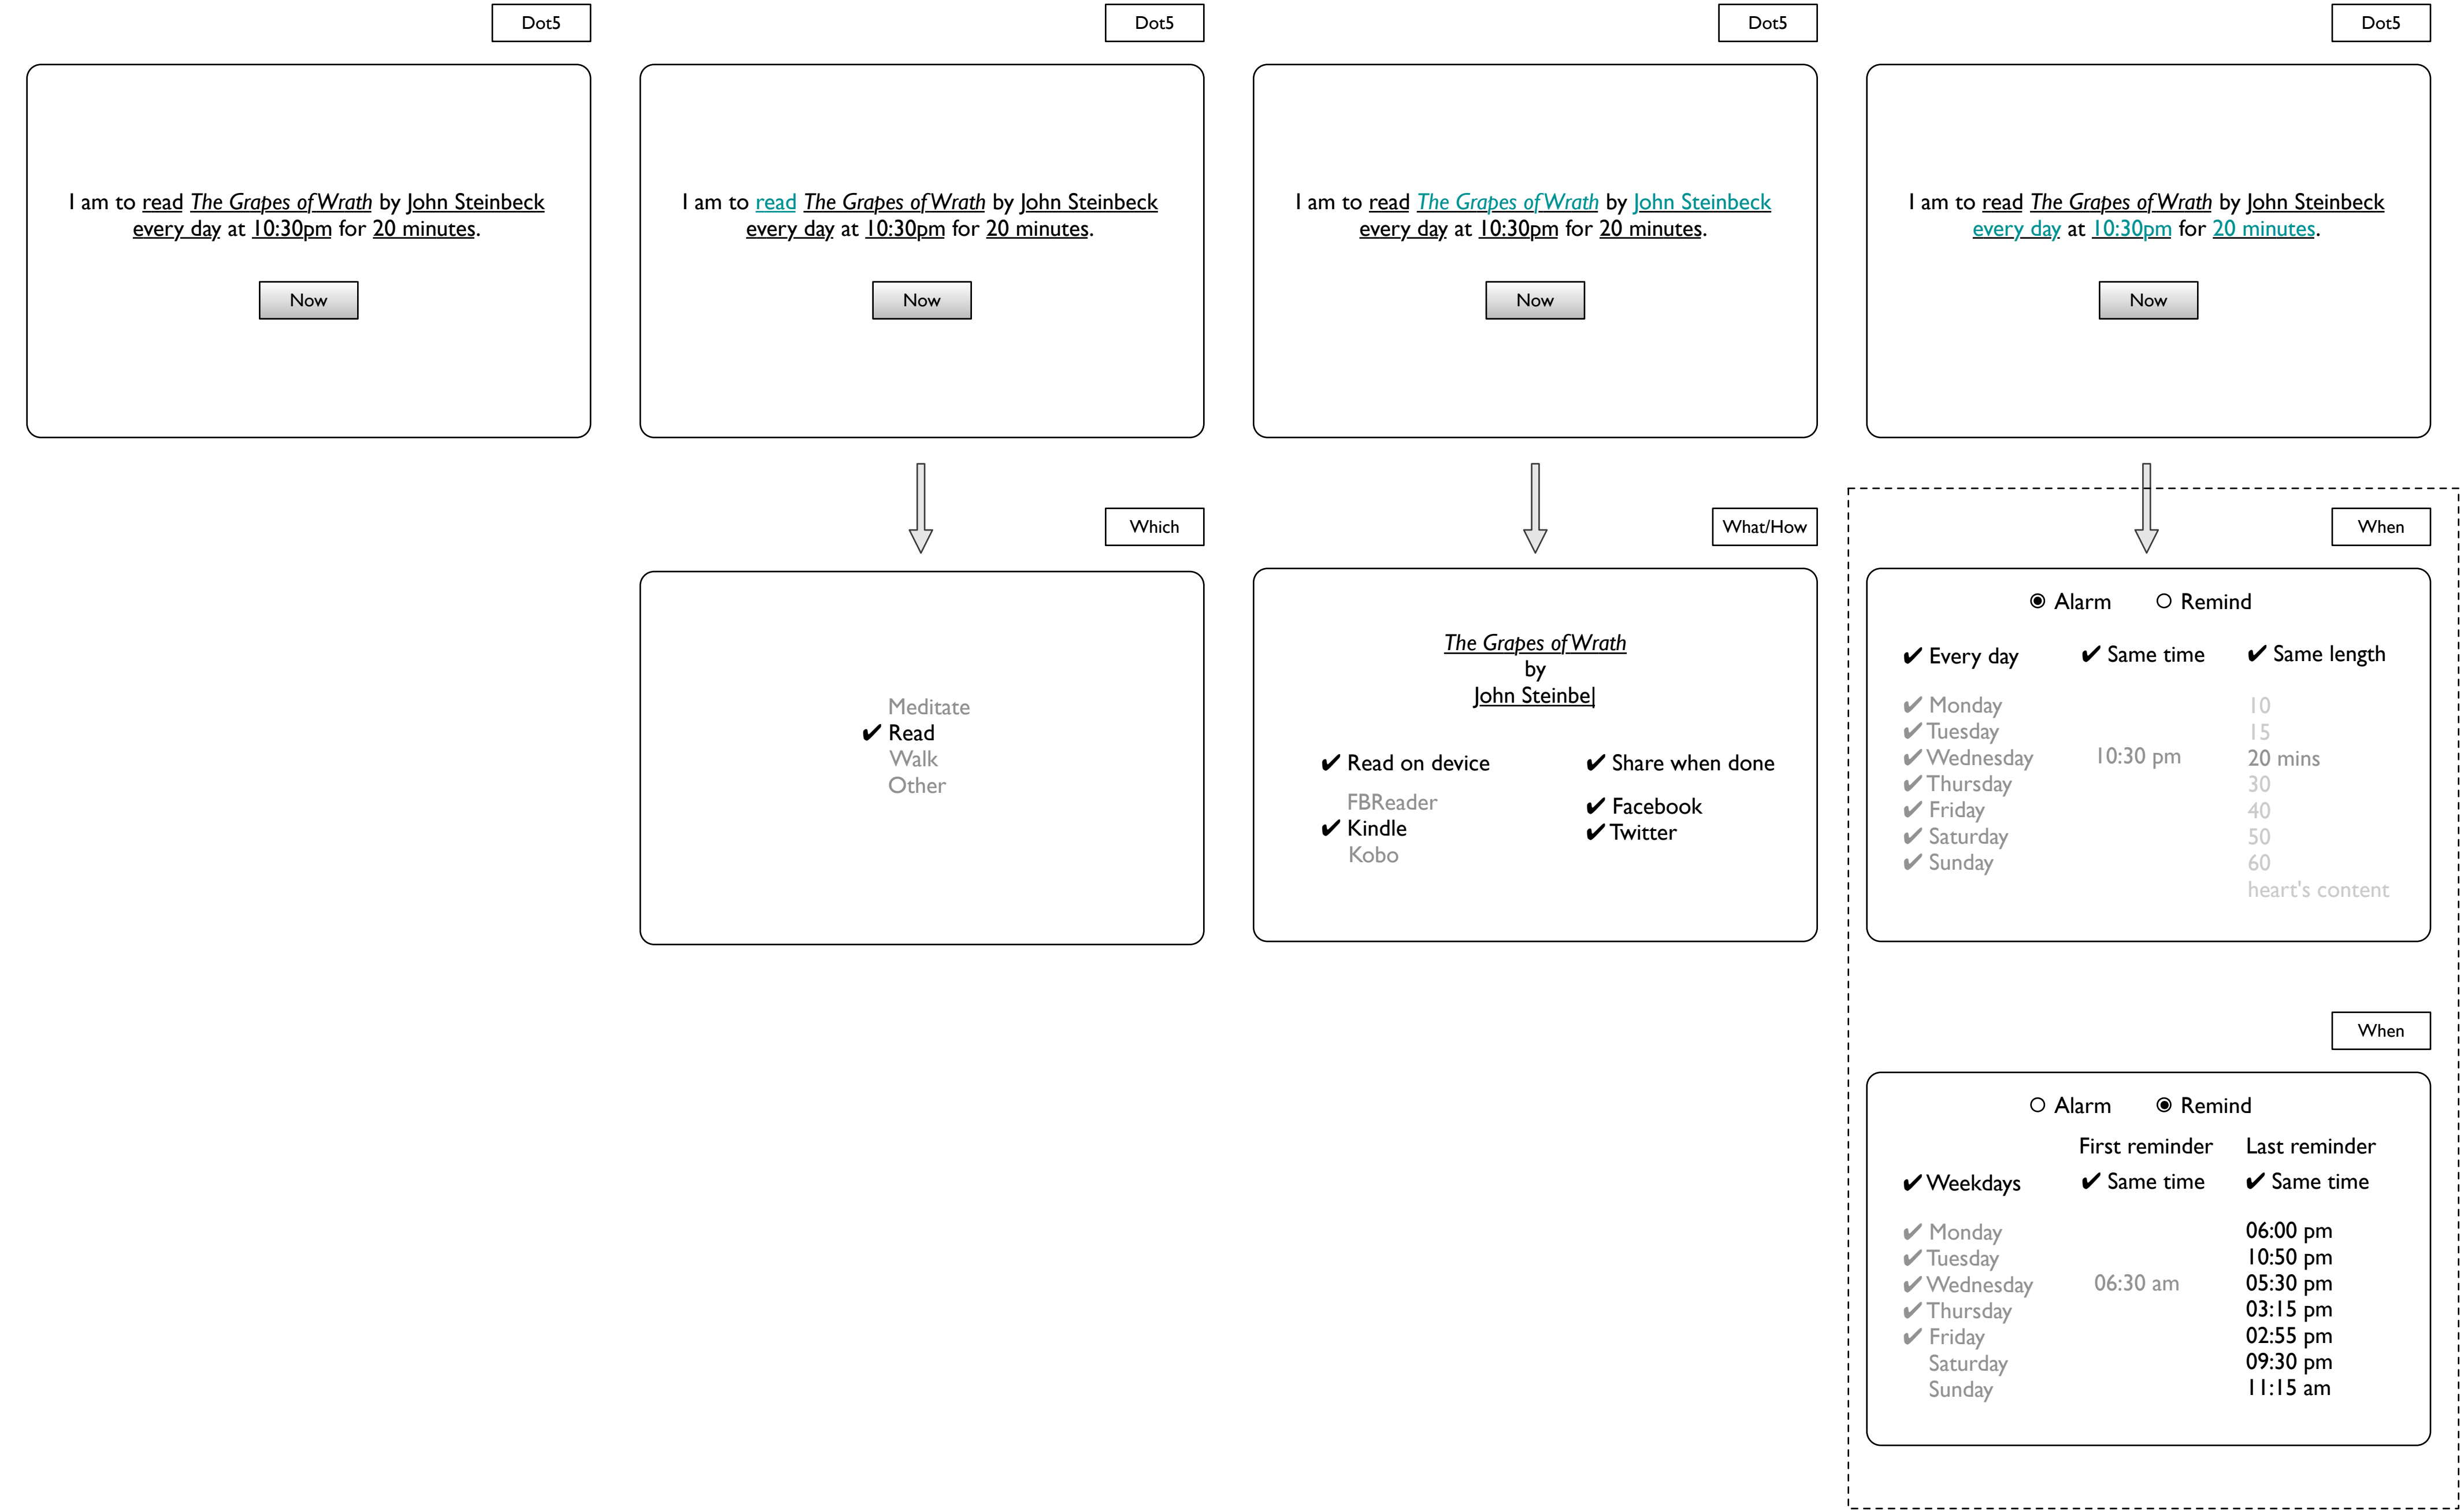 Dot5
I am to read The Grapes of Wrath by John Steinbeck
every day at 10:30pm for 20 minutes.
Now
Dot5
I am to read The Grapes of Wrath by John Steinbeck
every day at 10:30pm for 20 minutes.
Now
Dot5
I am to read The Grapes of Wrath by John Steinbeck
every day at 10:30pm for 20 minutes.
Now
Dot5
I am to read The Grapes of Wrath by John Steinbeck
every day at 10:30pm for 20 minutes.
Now
Which
Meditate
✔ Read
Walk
Other
What/How
The Grapes of Wrath
by
John Steinbe|
✔ Read on device
FBReader
✔ Kindle
Kobo
✔ Share when done
✔ Facebook
✔ Twitter
When
Alarm Remind
✔ Every day ✔ Same time ✔ Same length
✔ Monday 10
✔ Tuesday 15
✔ Wednesday 10:30 pm 20 mins
✔ Thursday 30
✔ Friday 40
✔ Saturday 50
✔ Sunday 60
heart's content
When
Alarm Remind
First reminder Last reminder
✔ Weekdays ✔ Same time ✔ Same time
✔ Monday 06:00 pm
✔ Tuesday 10:50 pm
✔ Wednesday 06:30 am 05:30 pm
✔ Thursday 03:15 pm
✔ Friday 02:55 pm
Saturday 09:30 pm
Sunday 11:15 am